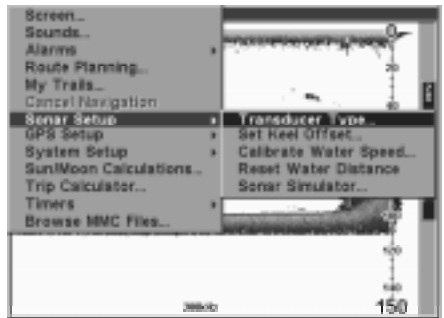 Screen...
Sounds...
Alarms
Route Planning...
My Trails...
Cancel Navigation
Sonar Setup
GPS Setup
System Setup
Sun/Moon Calculations...
Trip Calculator...
Timers
Browse MMC Files...
Transducer Type...
Set Keel Offset...
Calibrate Water Speed...
Reset Water Distance
Sonar Simulator...
0
20
40
120
140
150
200kHz